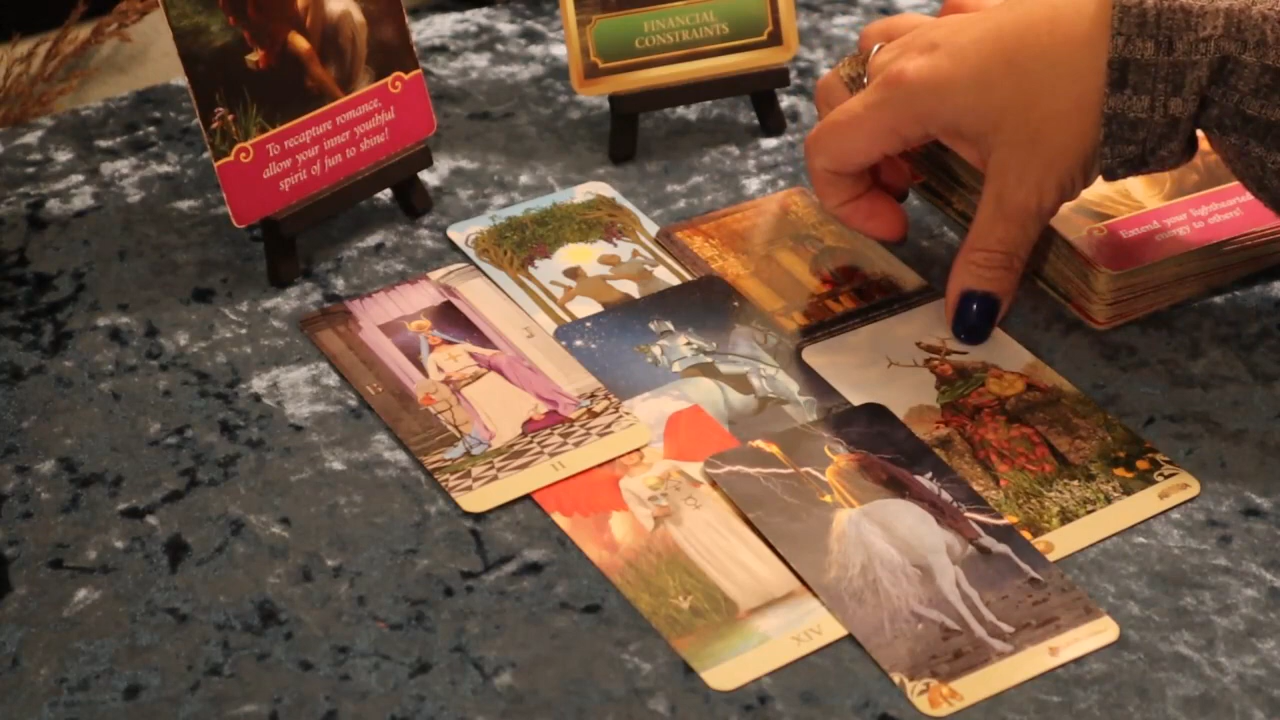 FINANCIAL
CONSTRAINTS
To recapture romance,
allow your inner youthful
spirit of fun to shine!
Extend your lighthearted
energy to others!
II
XIV